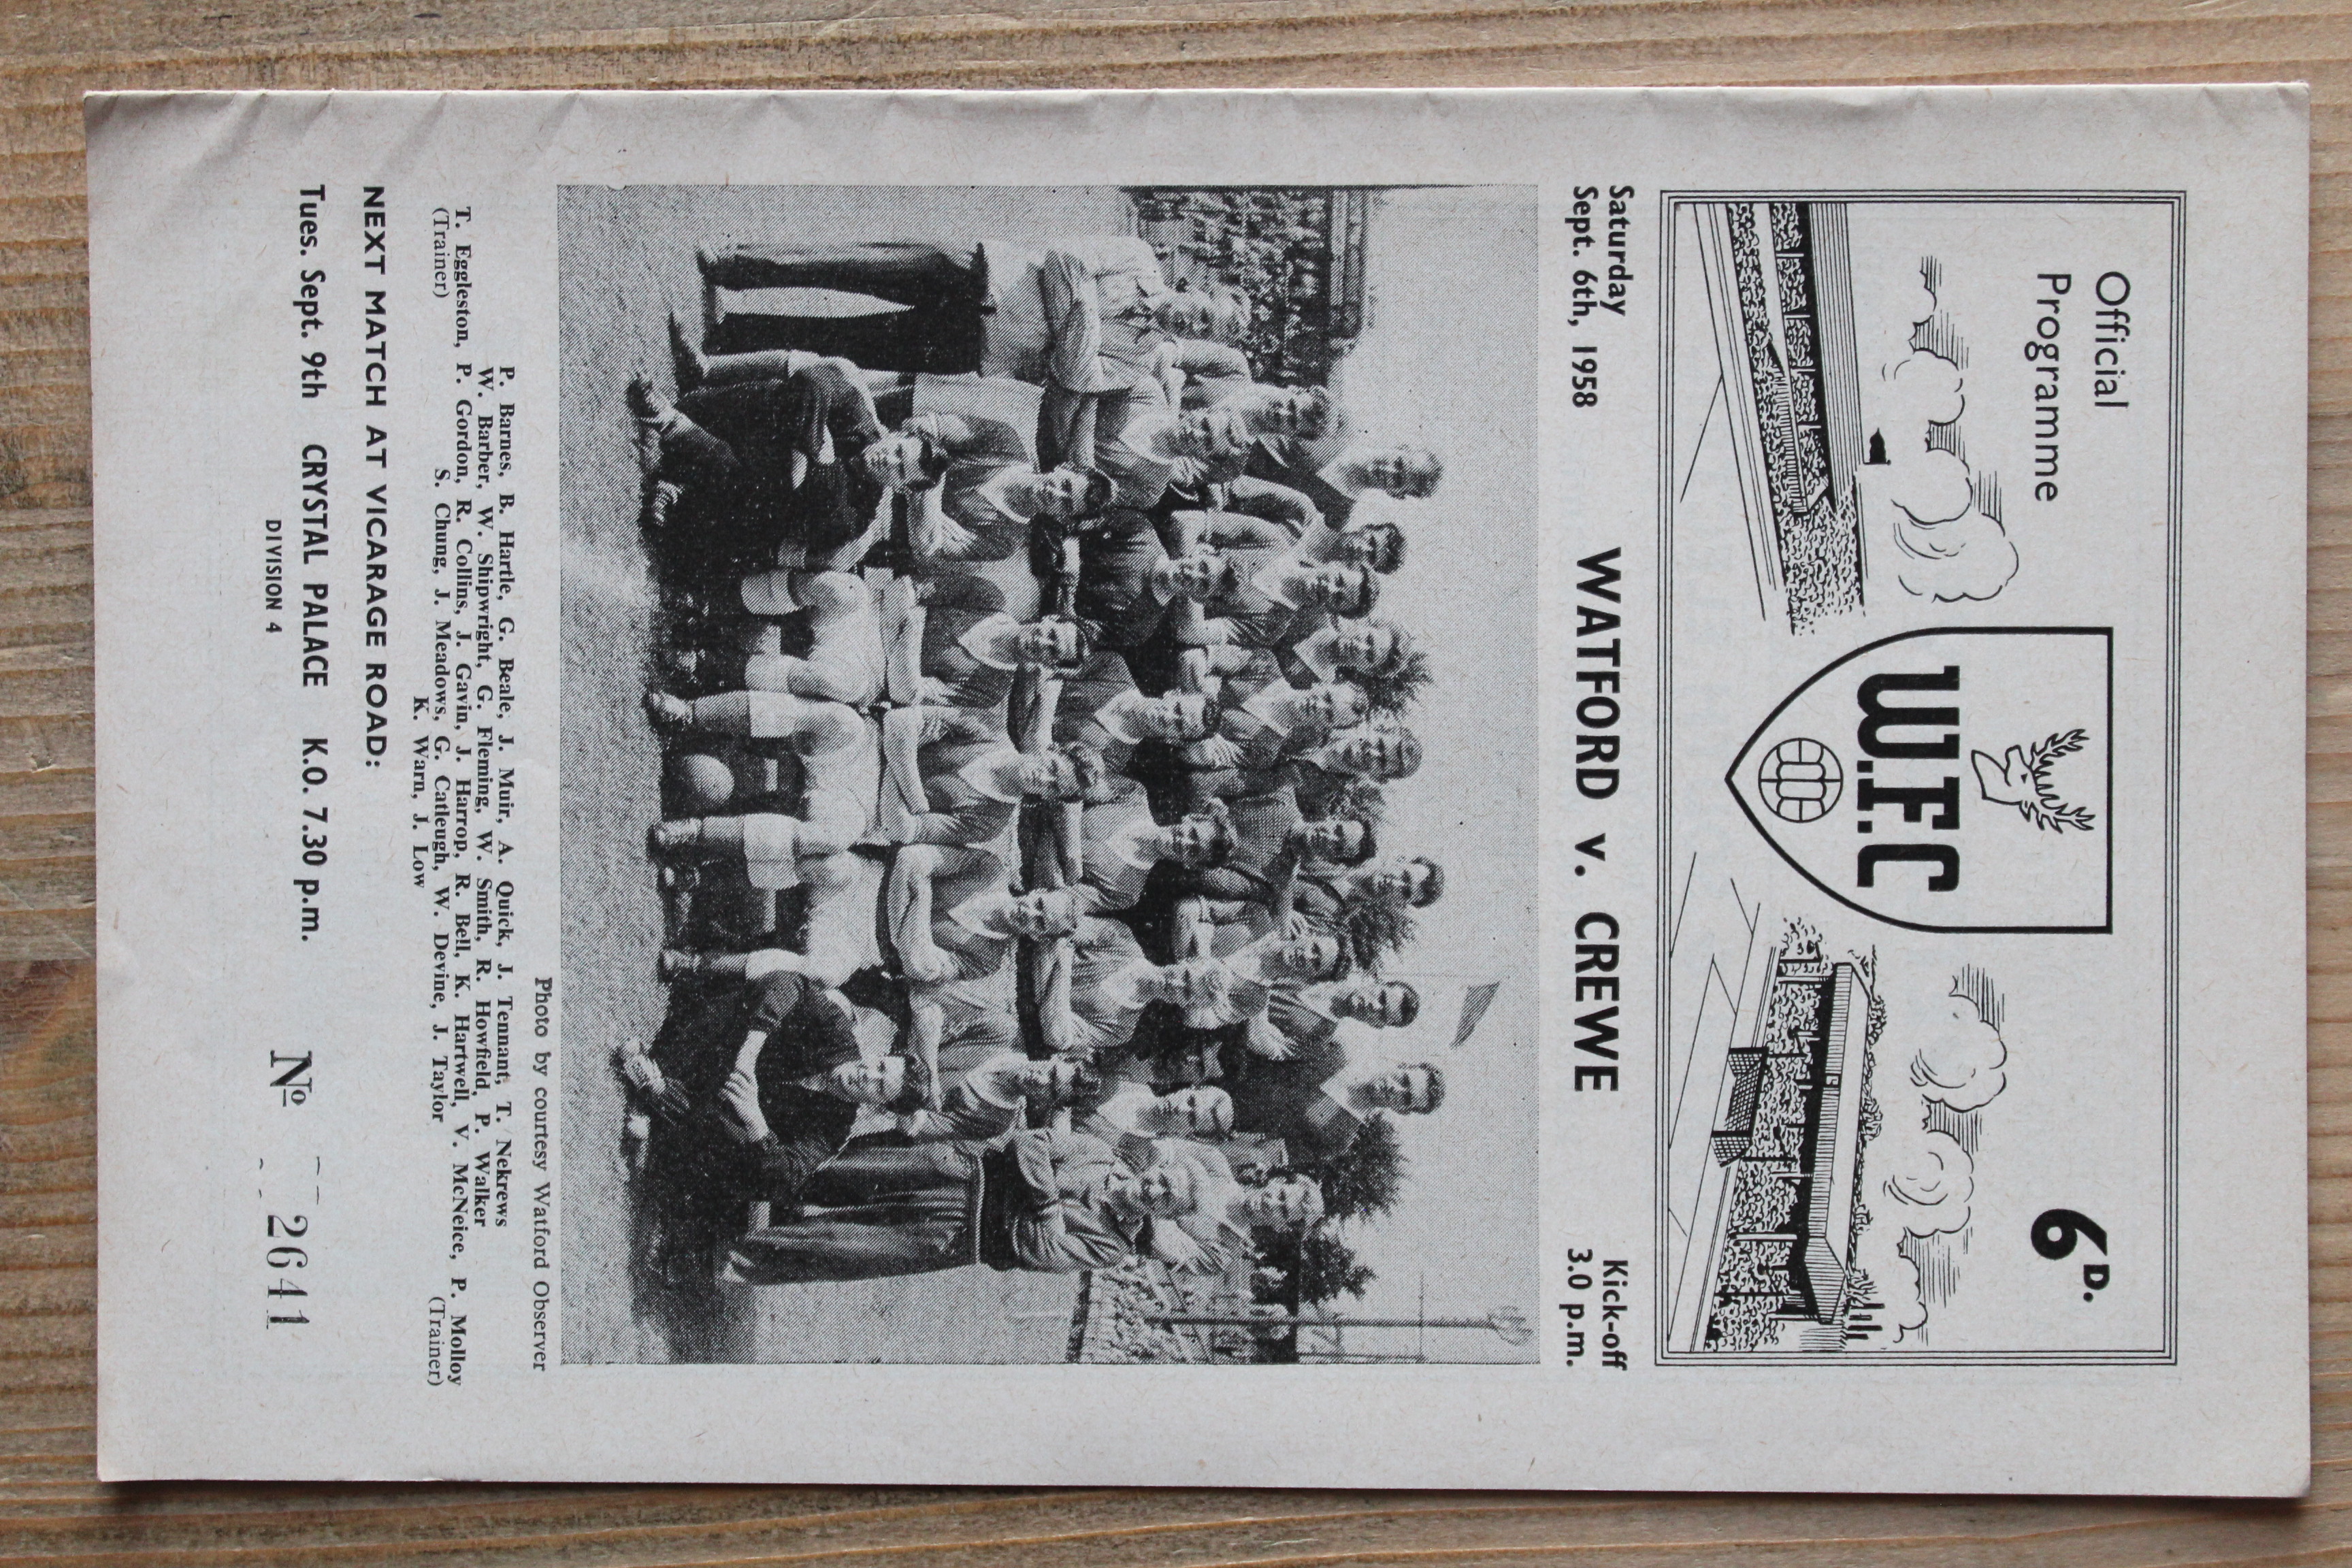 Official
Programme
6D.
W.F.C
Saturday
Sept. 6th, 1958
WATFORD v. CREWE
Kick-off
3.0 p.m.
Photo by courtesy Watford Observer
P. Barnes, B. Hartle, G. Beale, J. Muir, A. Quick, J. Tennant, T. Nekrews
W. Barber, W. Shipwright, G. Fleming, W. Smith, R. Howfield, P. Walker
T. Eggleston, P. Gordon, R. Collins, J. Gavin, J. Harrop, R. Bell, K. Hartwell, V. McNeice, P. Molloy
(Trainer) S. Chung, J. Meadows, G. Catleugh, W. Devine, J. Taylor (Trainer)
K. Warn, J. Low
NEXT MATCH AT VICARAGE ROAD:
Tues. Sept. 9th CRYSTAL PALACE K.O. 7.30 p.m.
DIVISION 4
No 2641